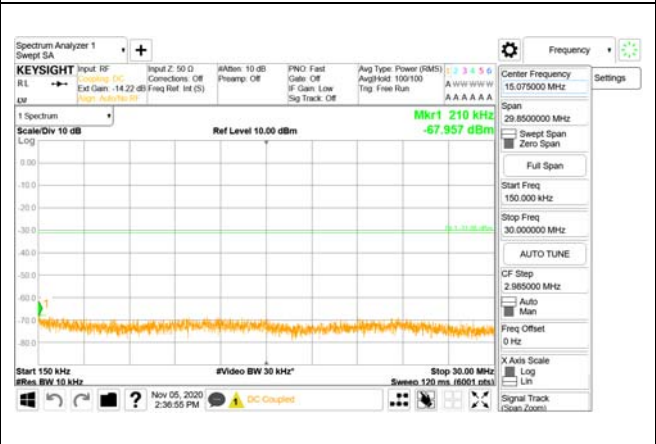 Spectrum Analyzer 1
Swept SA
Frequency
KEYSIGHT
RL
Input: RF
Coupling: DC
Ext Gain: -14.22 dB
Align: Auto/No RF
Input Z: 50 Ω
Corrections: Off
Freq Ref: Int (S)
#Atten: 10 dB
Preamp: Off
PNO: Fast
Gate: Off
IF Gain: Low
Sig Track: Off
Avg Type: Power (RMS)
Avg|Hold: 100/100
Trig: Free Run
1 2 3 4 5 6
A W W W W W
A A A A A A
Center Frequency
15.075000 MHz
Settings
Span
29.8500000 MHz
Swept Span
Zero Span
Full Span
Start Freq
150.000 kHz
Stop Freq
30.000000 MHz
AUTO TUNE
CF Step
2.985000 MHz
Auto
Man
Freq Offset
0 Hz
X Axis Scale
Log
Lin
Signal Track
(Span Zoom)
1 Spectrum
Scale/Div 10 dB
Ref Level 10.00 dBm
Mkr1 210 kHz
-67.957 dBm
Log
0.00
-10.0
-20.0
-30.0
-40.0
-50.0
-60.0
-70.0
-80.0
1
Start 150 kHz
#Video BW 30 kHz*
Stop 30.00 MHz
#Res BW 10 kHz
Sweep 120 ms (6001 pts)
Nov 05, 2020
2:36:55 PM
DC Coupled